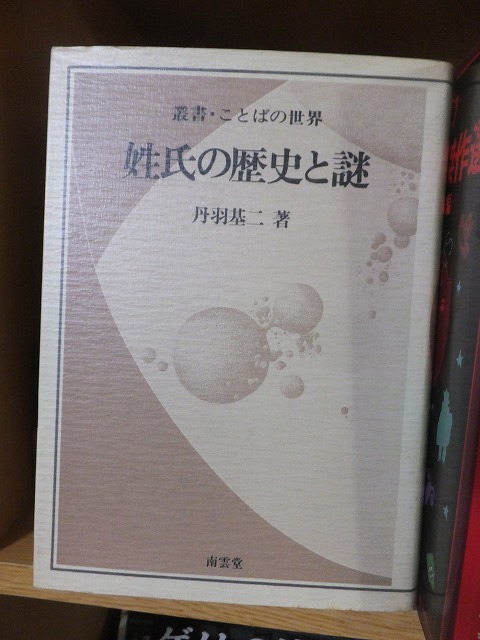 叢書・ことばの世界
姓氏の歴史と謎
丹羽基二 著
南雲堂